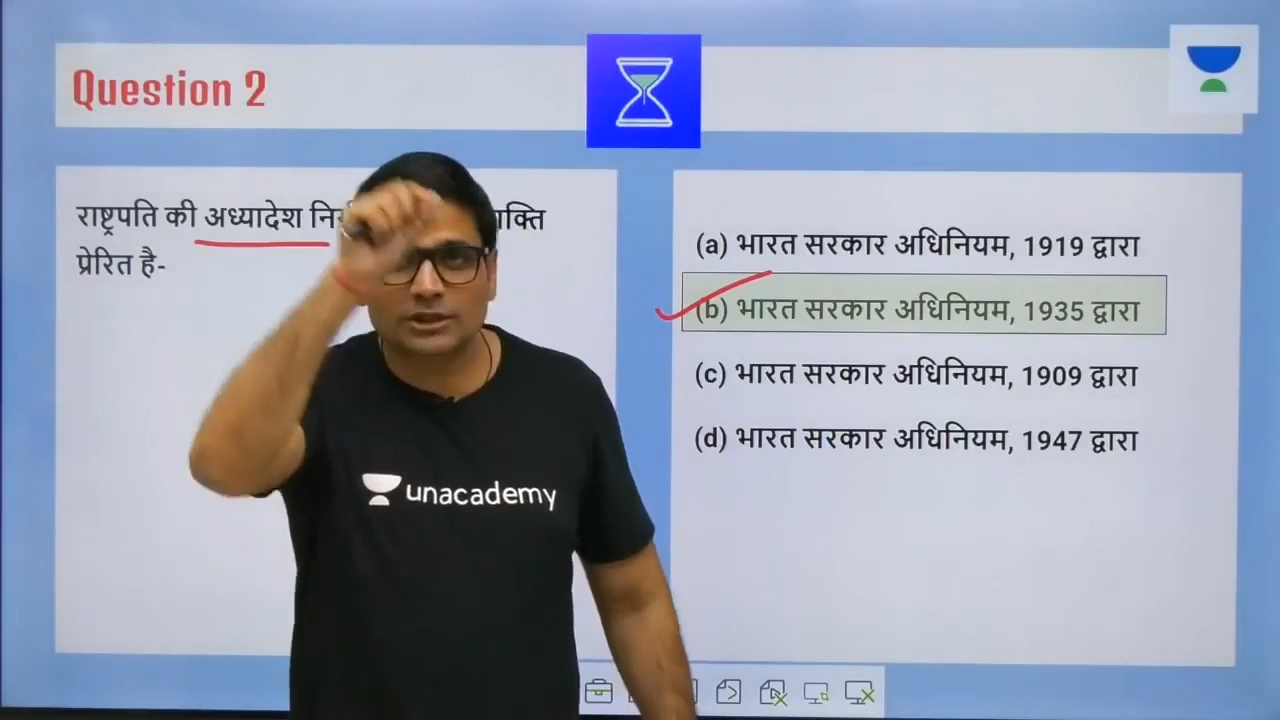 Question 2
राष्ट्रपति की अध्यादेश
प्रेरित है-
(a) भारत सरकार अधिनियम, 1919 द्वारा
(b) भारत सरकार अधिनियम, 1935 द्वारा
(c) भारत सरकार अधिनियम, 1909 द्वारा
(d) भारत सरकार अधिनियम, 1947 द्वारा
unacademy